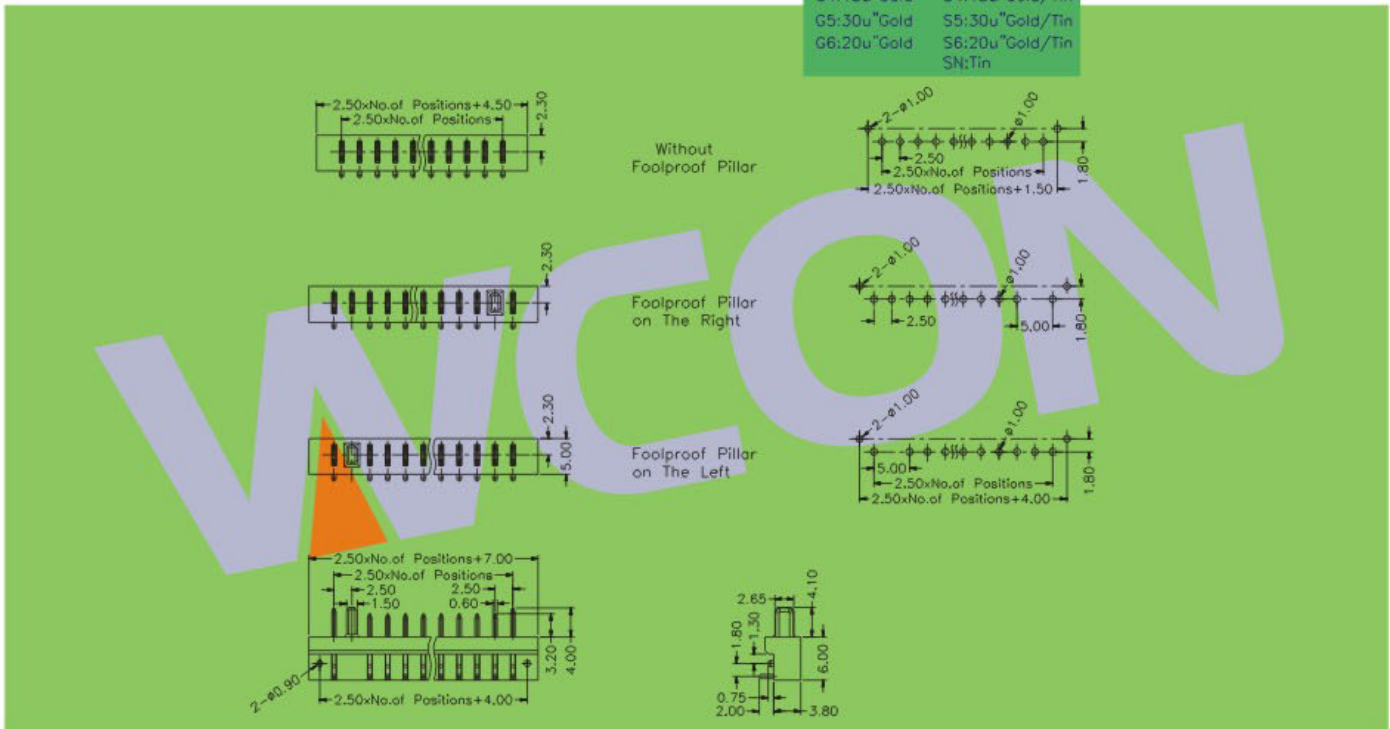 G5:30u"Gold S5:30u"Gold/Tin
G6:20u"Gold S6:20u"Gold/Tin
SN:Tin
2.50xNo.of Positions+4.50
2.50xNo.of Positions
2.30
Without
Foolproof Pillar
2-ø1.00
ø1.00
2.50
2.50xNo.of Positions
2.50xNo.of Positions+1.50
1.80
2.30
Foolproof Pillar
on The Right
2-ø1.00
ø1.00
2.50
5.00
1.80
2.30
5.00
Foolproof Pillar
on The Left
2-ø1.00
ø1.00
5.00
2.50xNo.of Positions
2.50xNo.of Positions+4.00
1.80
WCON
2.50xNo.of Positions+7.00
2.50xNo.of Positions
2.50 2.50
1.50 0.60
3.20
4.00
2-ø0.90
2.50xNo.of Positions+4.00
2.65
4.10
1.80
1.30
6.00
0.75
2.00 3.80